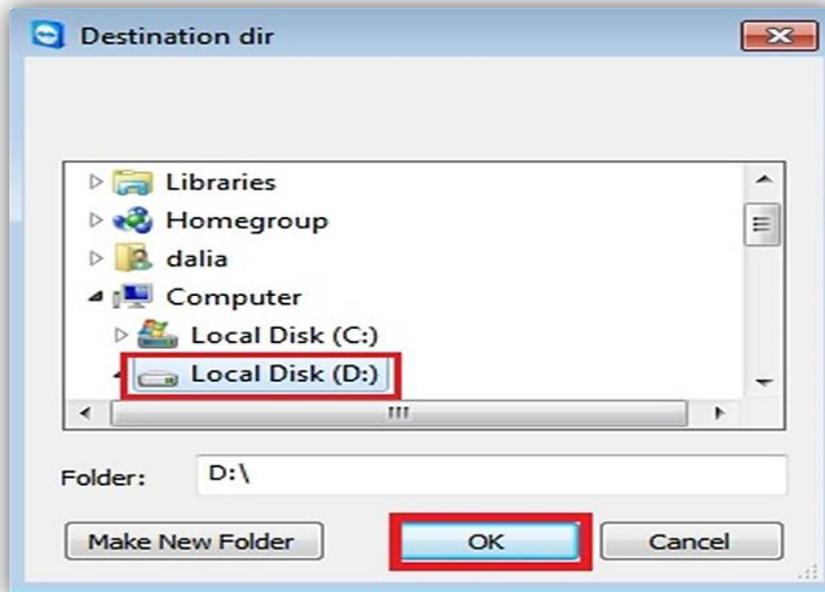 Destination dir
Libraries
Homegroup
dalia
Computer
Local Disk (C:)
Local Disk (D:)
Folder: D:\
Make New Folder OK Cancel